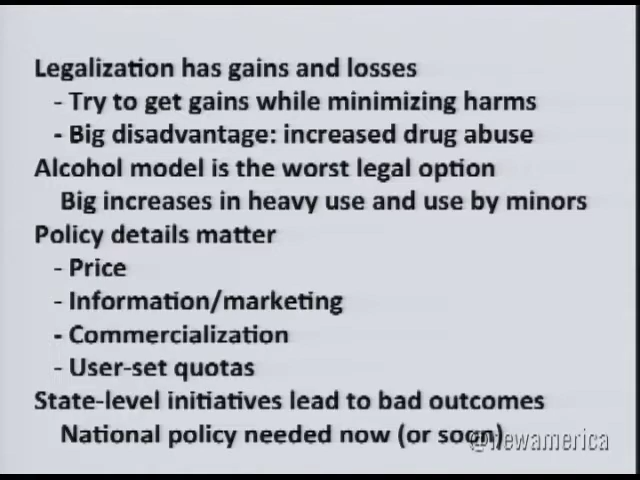 Legalization has gains and losses
- Try to get gains while minimizing harms
- Big disadvantage: increased drug abuse
Alcohol model is the worst legal option
Big increases in heavy use and use by minors
Policy details matter
- Price
- Information/marketing
- Commercialization
- User-set quotas
State-level initiatives lead to bad outcomes
National policy needed now (or soon)
@newamerica